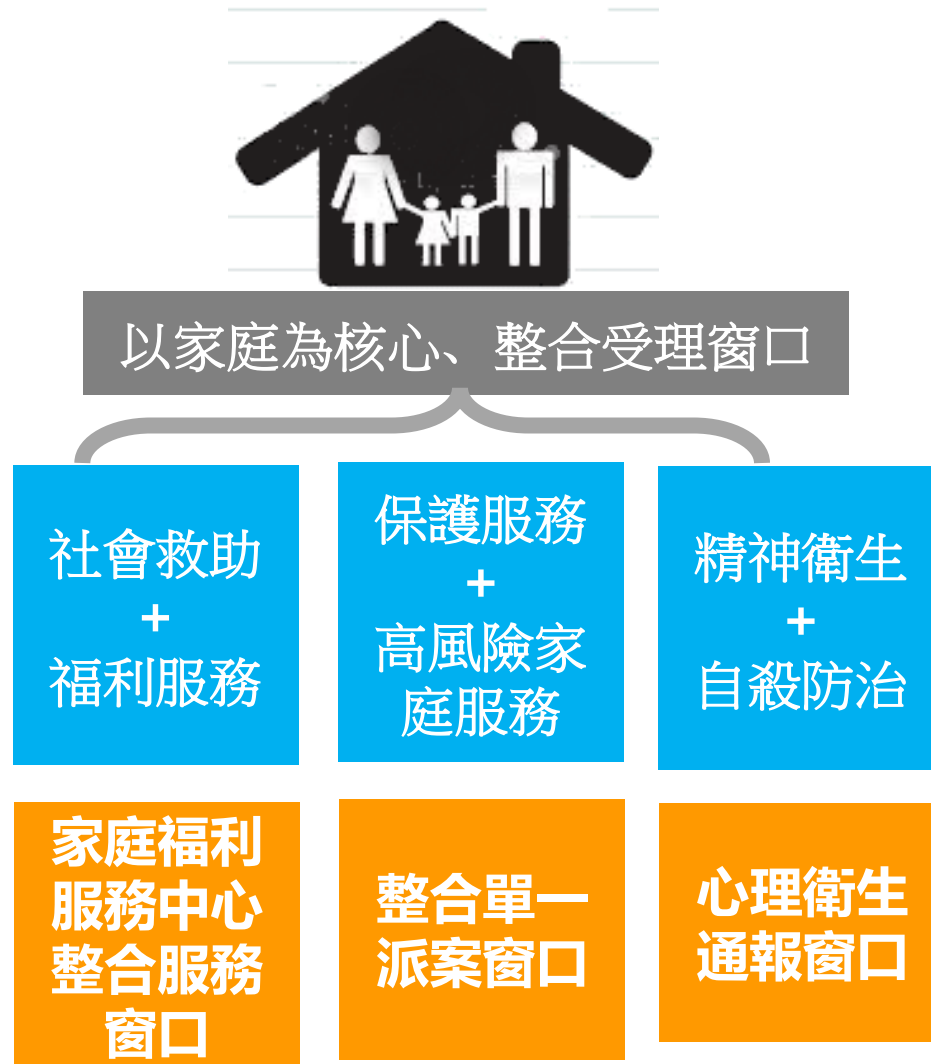 以家庭為核心、整合受理窗口
社會救助
+
福利服務
保護服務
+
高風險家
庭服務
精神衛生
+
自殺防治
家庭福利
服務中心
整合服務
窗口
整合單一
派案窗口
心理衛生
通報窗口